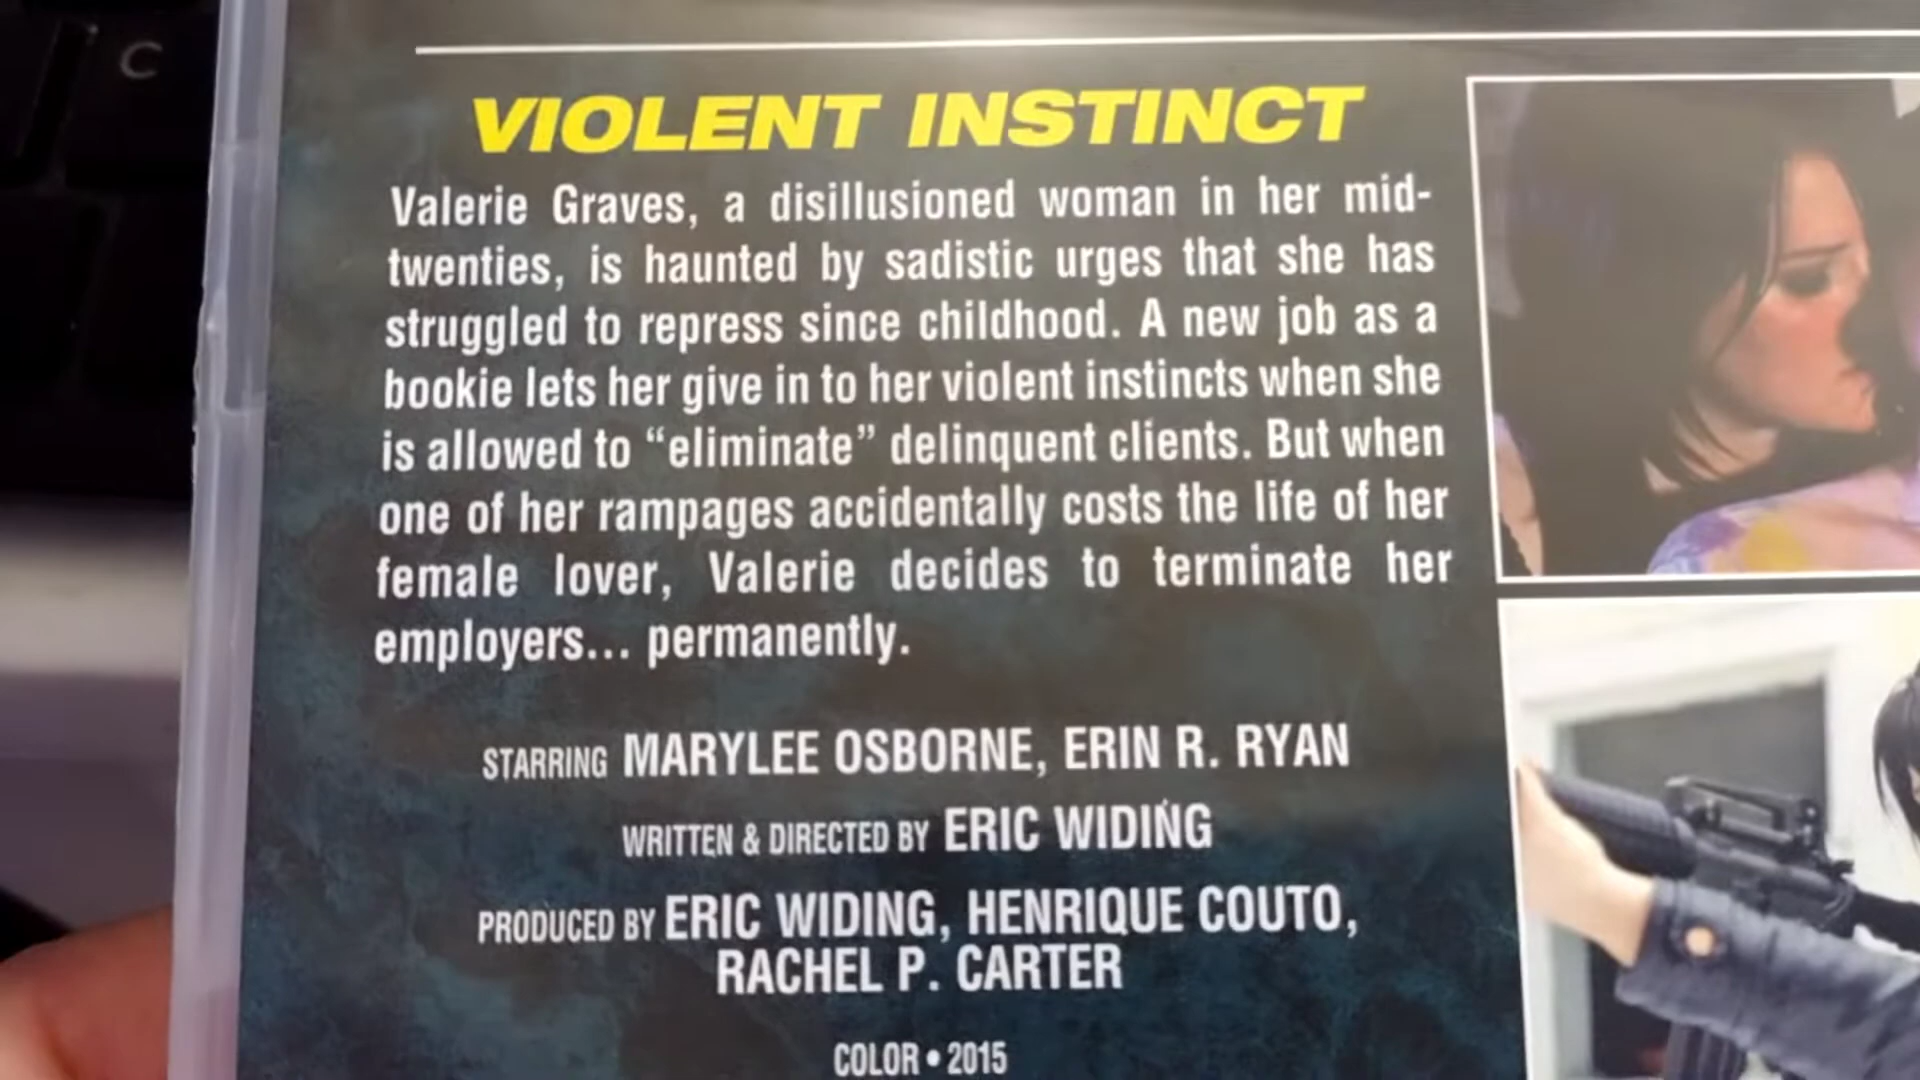 C
VIOLENT INSTINCT
Valerie Graves, a disillusioned woman in her mid-
twenties, is haunted by sadistic urges that she has
struggled to repress since childhood. A new job as a
bookie lets her give in to her violent instincts when she
is allowed to “eliminate” delinquent clients. But when
one of her rampages accidentally costs the life of her
female lover, Valerie decides to terminate her
employers... permanently.
STARRING MARYLEE OSBORNE, ERIN R. RYAN
WRITTEN & DIRECTED BY ERIC WIDING
PRODUCED BY ERIC WIDING, HENRIQUE COUTO,
RACHEL P. CARTER
COLOR • 2015